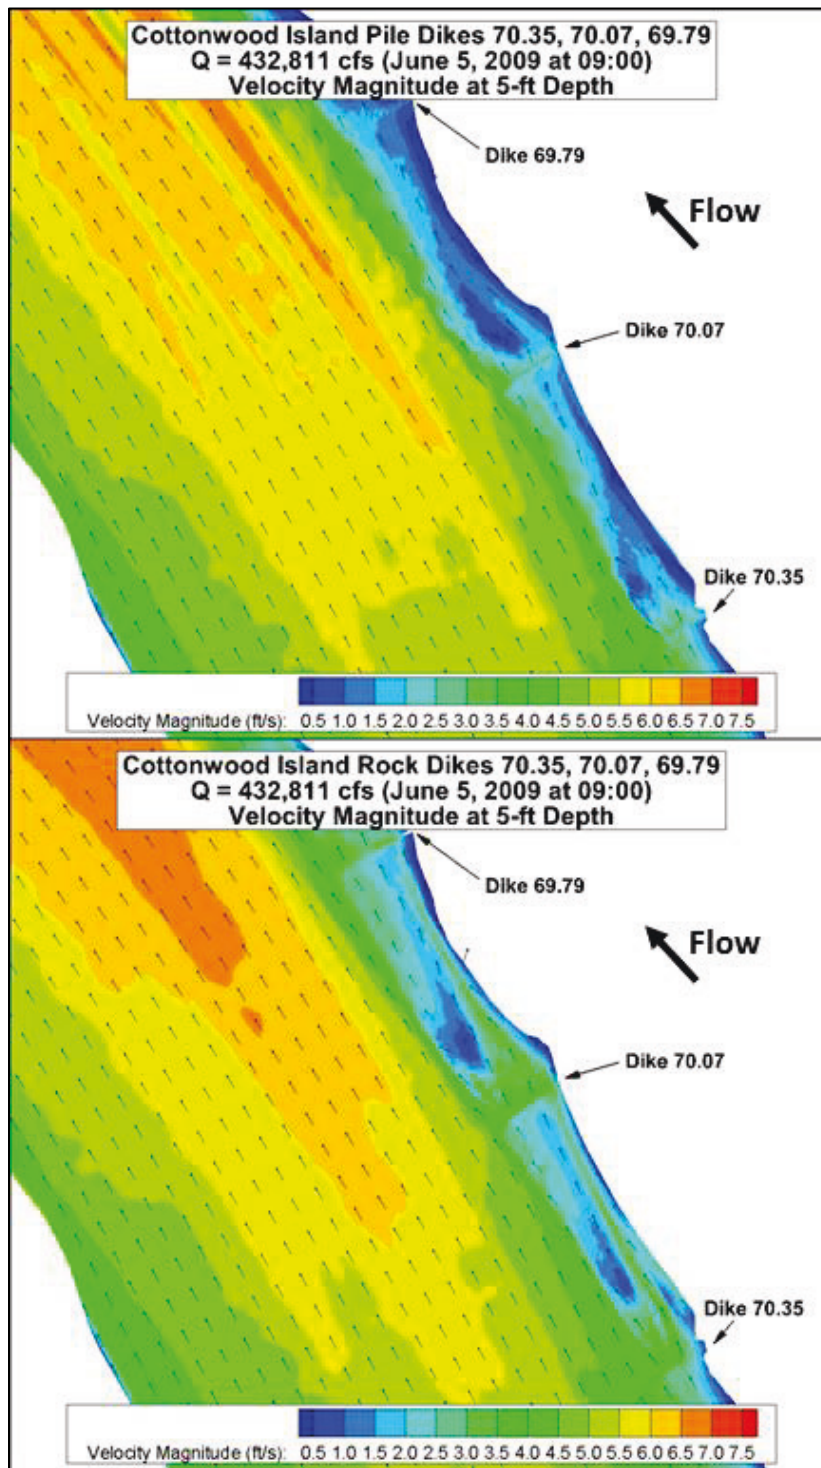 Cottonwood Island Pile Dikes 70.35, 70.07, 69.79
Q = 432,811 cfs (June 5, 2009 at 09:00)
Velocity Magnitude at 5-ft Depth
Dike 69.79
Flow
Dike 70.07
Dike 70.35
Velocity Magnitude (ft/s): 0.5 1.0 1.5 2.0 2.5 3.0 3.5 4.0 4.5 5.0 5.5 6.0 6.5 7.0 7.5
Cottonwood Island Rock Dikes 70.35, 70.07, 69.79
Q = 432,811 cfs (June 5, 2009 at 09:00)
Velocity Magnitude at 5-ft Depth
Dike 69.79
Flow
Dike 70.07
Dike 70.35
Velocity Magnitude (ft/s): 0.5 1.0 1.5 2.0 2.5 3.0 3.5 4.0 4.5 5.0 5.5 6.0 6.5 7.0 7.5